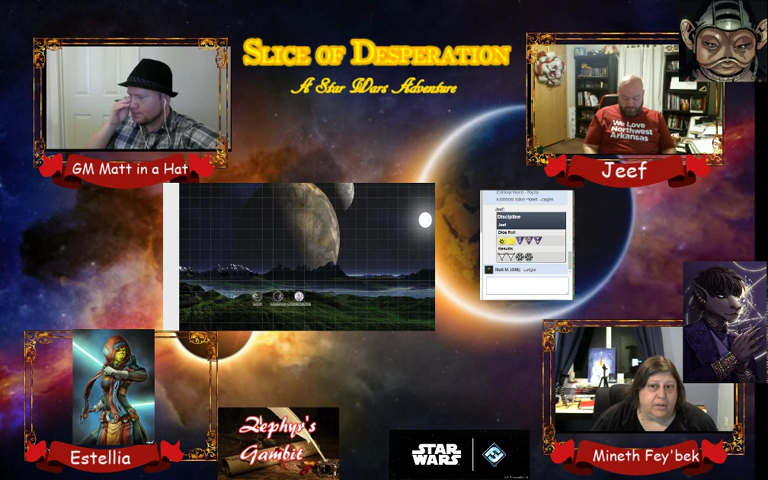 Slice of Desperation
A Star Wars Adventure
GM Matt in a Hat
We Love
Northwest
Arkansas
Jeef
Jeef:
Discipline
Jeef
Dice Roll
Results
Estellia
Zephyr's
Gambit
STAR
WARS
Mineth Fey'bek